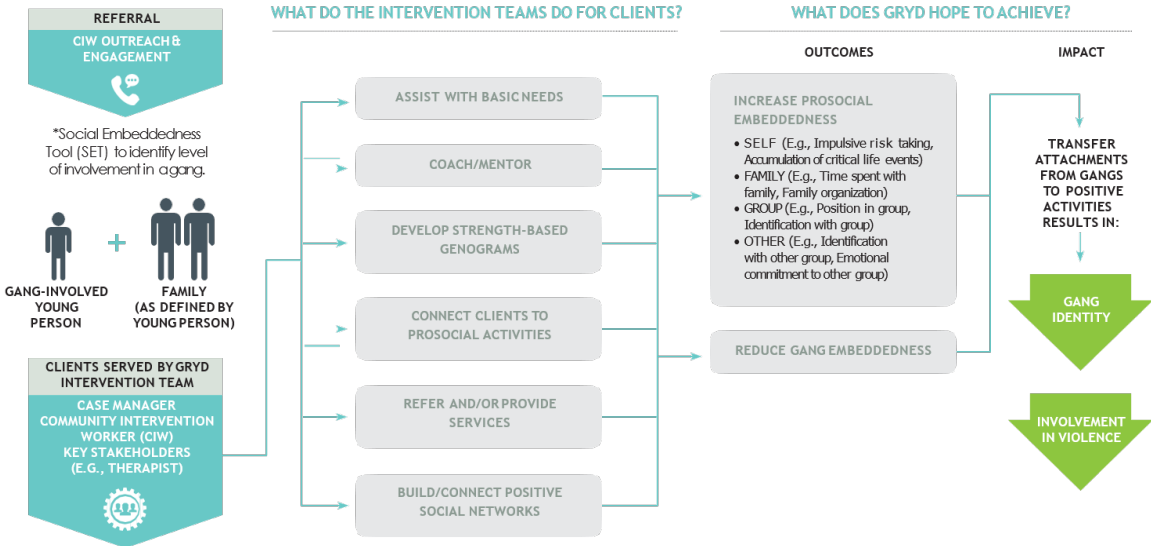 REFERRAL
CIW OUTREACH &
ENGAGEMENT
*Social Embeddedness
Tool (SET) to identify level
of involvement in a gang.
GANG-INVOLVED
YOUNG
PERSON
+
FAMILY
(AS DEFINED BY
YOUNG PERSON)
CLIENTS SERVED BY GRYD
INTERVENTION TEAM
CASE MANAGER
COMMUNITY INTERVENTION
WORKER (CIW)
KEY STAKEHOLDERS
(E.G., THERAPIST)
WHAT DO THE INTERVENTION TEAMS DO FOR CLIENTS?
ASSIST WITH BASIC NEEDS
COACH/MENTOR
DEVELOP STRENGTH-BASED
GENOGRAMS
CONNECT CLIENTS TO
PROSOCIAL ACTIVITIES
REFER AND/OR PROVIDE
SERVICES
BUILD/CONNECT POSITIVE
SOCIAL NETWORKS
WHAT DOES GRYD HOPE TO ACHIEVE?
OUTCOMES
INCREASE PROSOCIAL
EMBEDDEDNESS
• SELF (E.g., Impulsive risk taking,
Accumulation of critical life events)
• FAMILY (E.g., Time spent with
family, Family organization)
• GROUP (E.g., Position in group,
Identification with group)
• OTHER (E.g., Identification
with other group, Emotional
commitment to other group)
REDUCE GANG EMBEDDEDNESS
IMPACT
TRANSFER
ATTACHMENTS
FROM GANGS
TO POSITIVE
ACTIVITIES
RESULTS IN:
GANG
IDENTITY
INVOLVEMENT
IN VIOLENCE